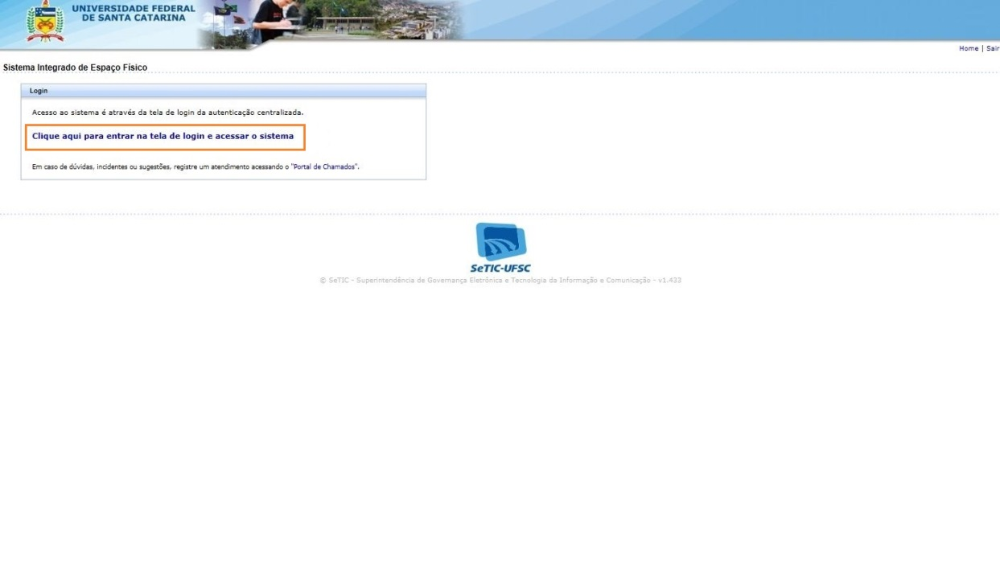 UNIVERSIDADE FEDERAL
DE SANTA CATARINA
Home | Sair
Sistema Integrado de Espaço Físico
Login
Acesso ao sistema é através da tela de login da autenticação centralizada.
Clique aqui para entrar na tela de login e acessar o sistema
Em caso de dúvidas, incidentes ou sugestões, registre um atendimento acessando o "Portal de Chamados".
SeTIC-UFSC
© SeTIC - Superintendência de Governança Eletrônica e Tecnologia da Informação e Comunicação - v1.433